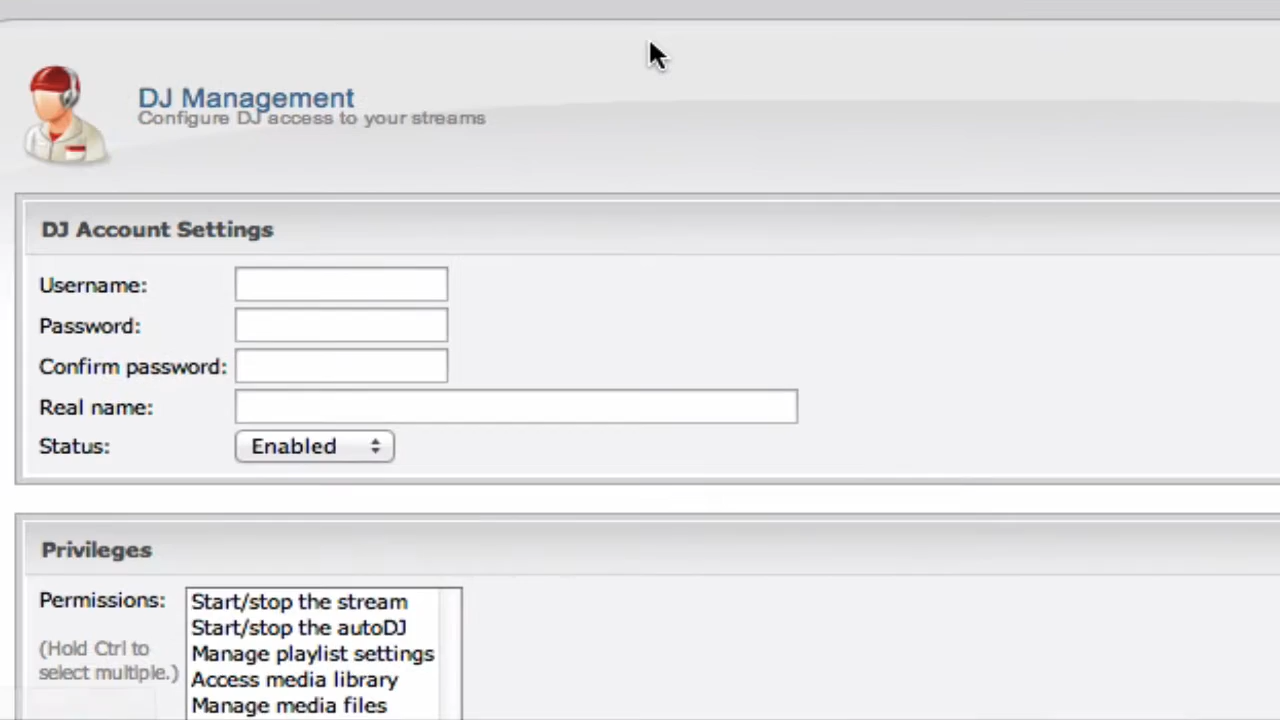 DJ Management
Configure DJ access to your streams
DJ Account Settings
Username:
Password:
Confirm password:
Real name:
Status: Enabled
Privileges
Permissions: Start/stop the stream
Start/stop the autoDJ
(Hold Ctrl to
Manage playlist settings
select multiple.)
Access media library
Manage media files